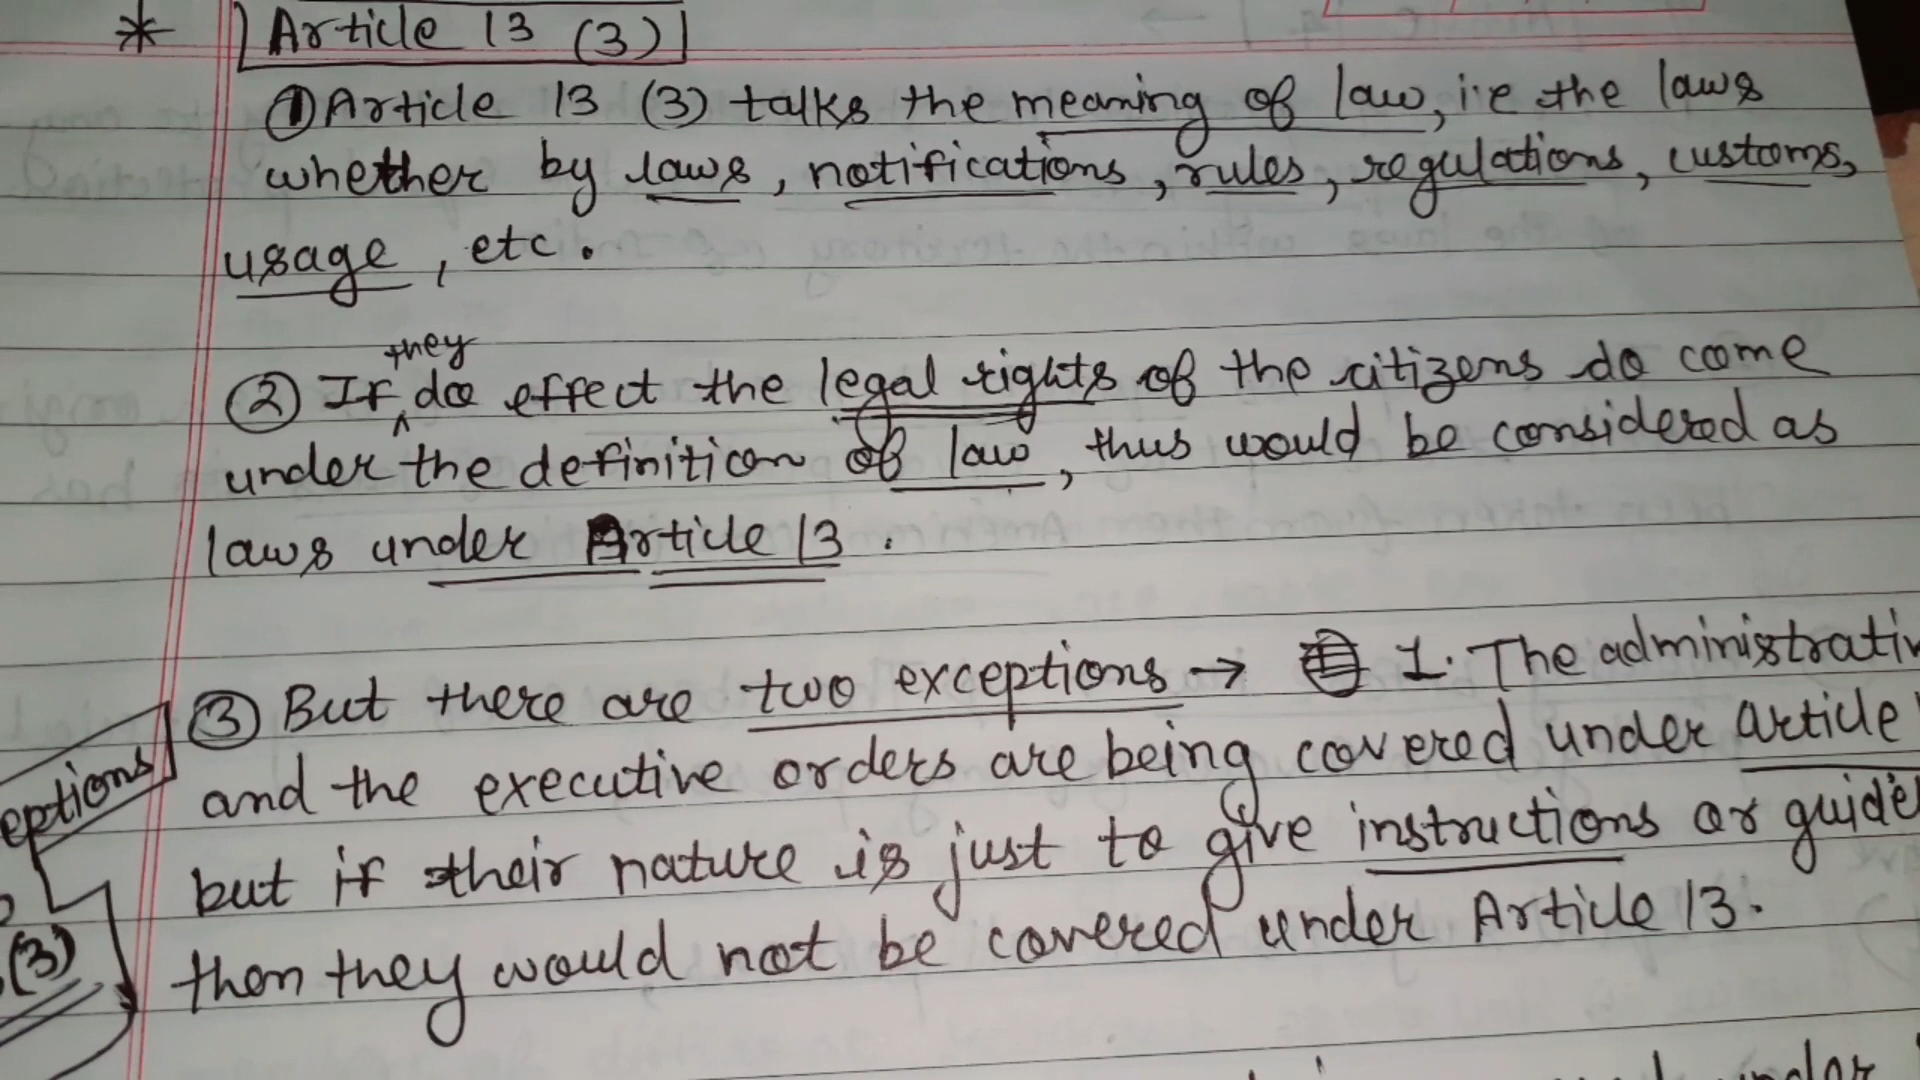 * Article 13 (3)
① Article 13 (3) talks the meaning of law, i.e the laws
whether by laws, notifications, rules, regulations, customs,
usage, etc.
they
② If do effect the legal rights of the citizens do come
under the definition of law, thus would be considered as
laws under Article 13.
③ But there are two exceptions → 1. The administrativ
and the executive orders are being covered under article
eptions
but if their nature is just to give instructions or guide
(3)
then they would not be covered under Article 13.